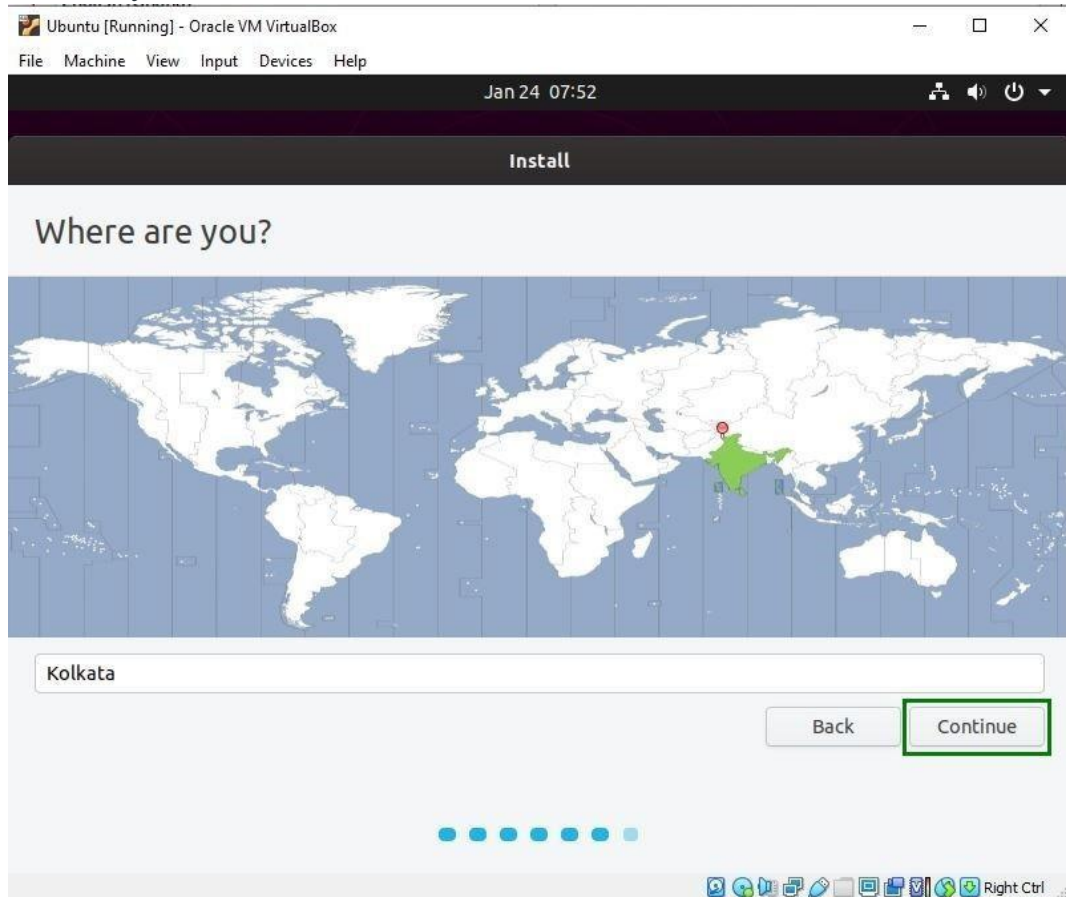 Ubuntu [Running] - Oracle VM VirtualBox
File Machine View Input Devices Help
Jan 24 07:52
Install
Where are you?
Kolkata
Back Continue
Right Ctrl